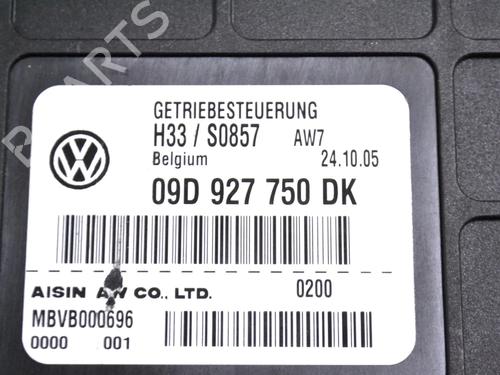 GETRIEBESTEUERUNG
H33 / S0857 AW7
Belgium 24.10.05
09D 927 750 DK
AISIN AW CO., LTD. 0200
MBVB000696
0000 001